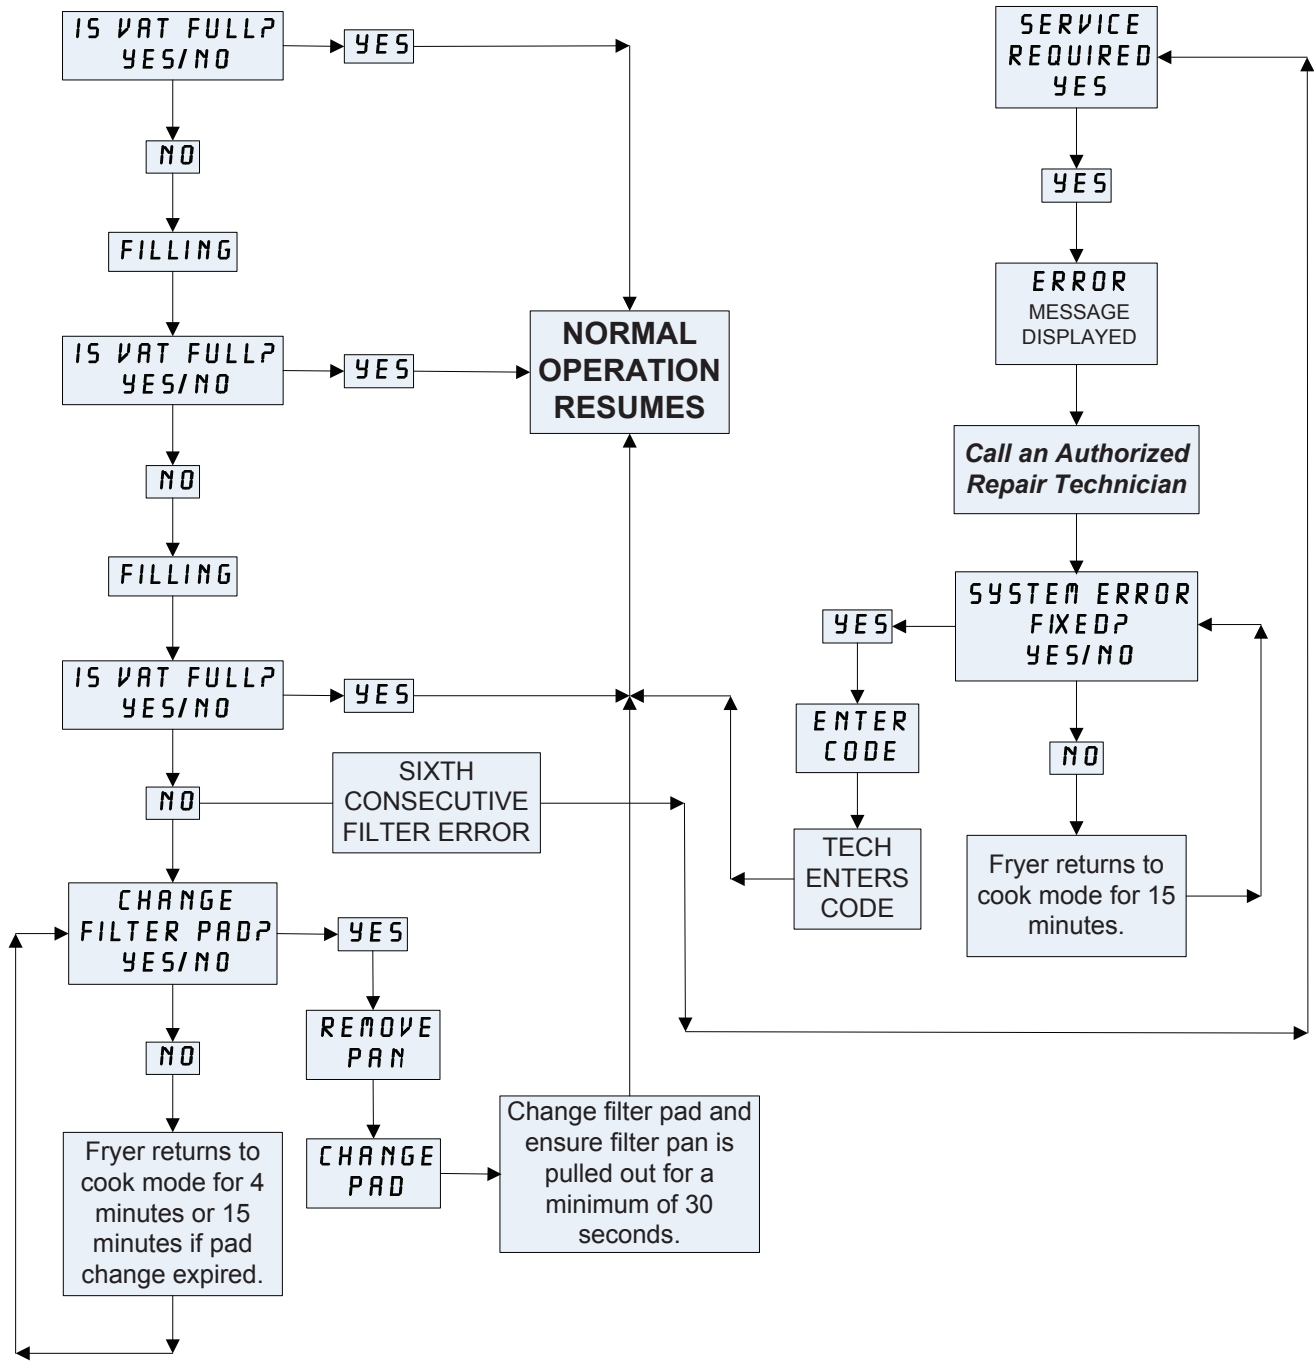 IS VAT FULL?
YES/NO
YES
NO
FILLING
IS VAT FULL?
YES/NO
YES
NO
FILLING
IS VAT FULL?
YES/NO
YES
NO
SIXTH
CONSECUTIVE
FILTER ERROR
CHANGE
FILTER PAD?
YES/NO
YES
REMOVE
PAN
CHANGE
PAD
Change filter pad and
ensure filter pan is
pulled out for a
minimum of 30
seconds.
NO
Fryer returns to
cook mode for 4
minutes or 15
minutes if pad
change expired.
NORMAL
OPERATION
RESUMES
SERVICE
REQUIRED
YES
YES
ERROR
MESSAGE
DISPLAYED
Call an Authorized
Repair Technician
SYSTEM ERROR
FIXED?
YES/NO
YES
ENTER
CODE
TECH
ENTERS
CODE
NO
Fryer returns to
cook mode for 15
minutes.